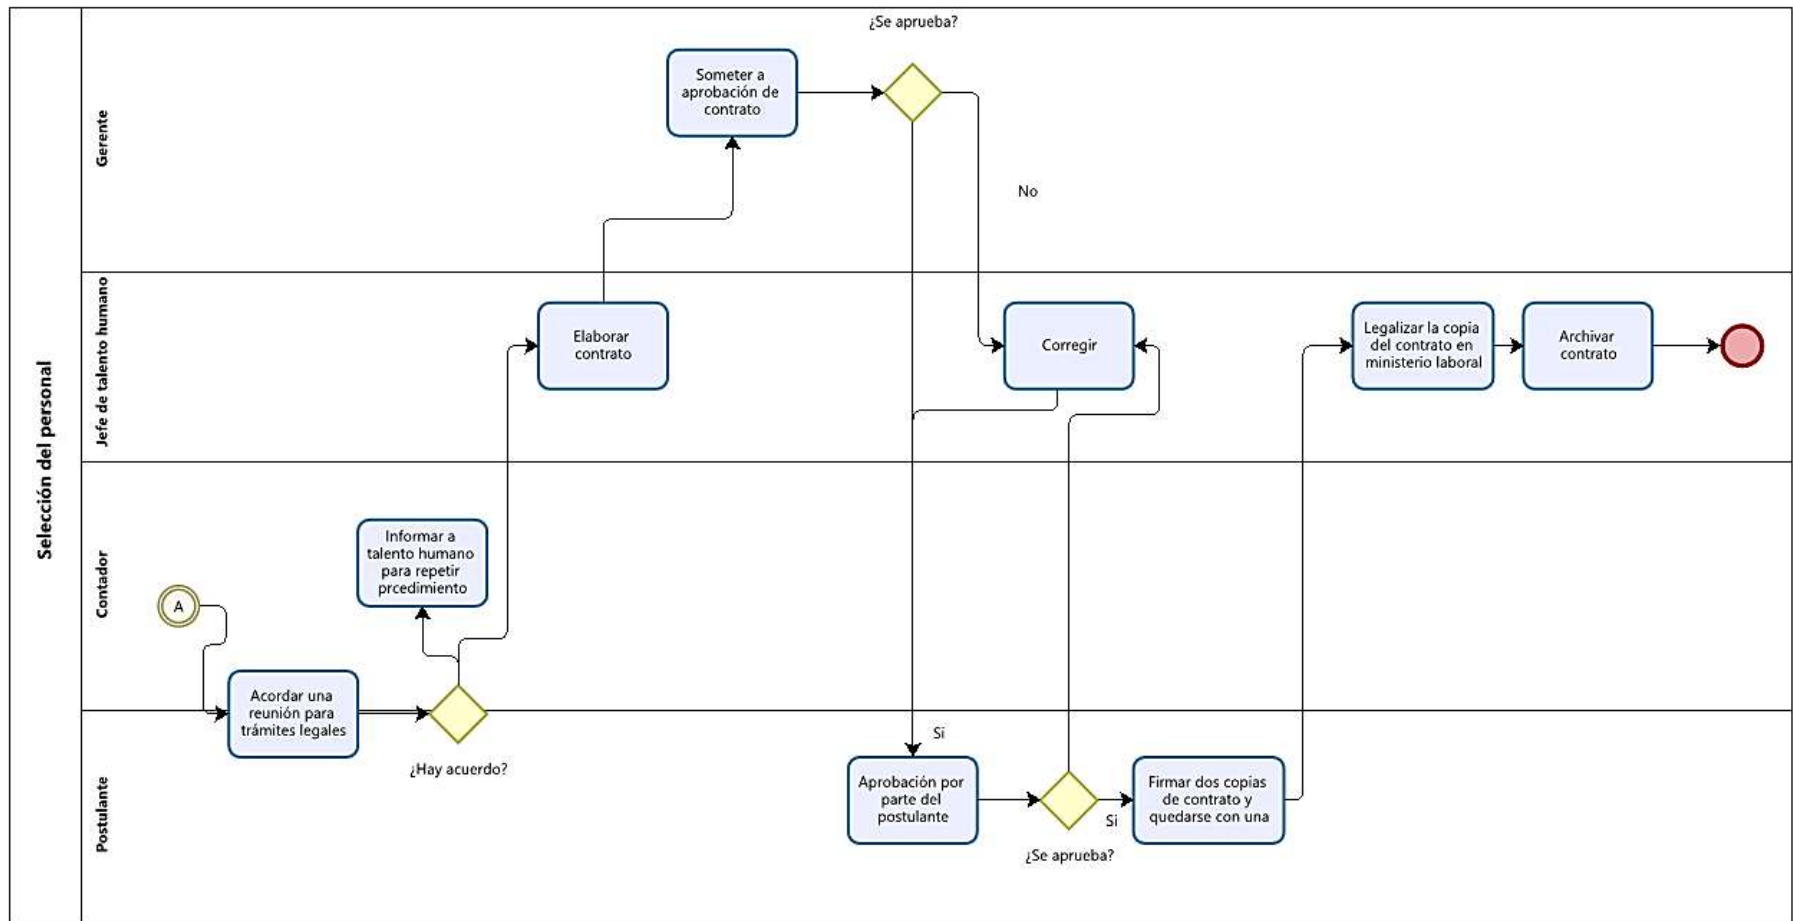 Selección del personal
Gerente
¿Se aprueba?
Someter a
aprobación de
contrato
No
Jefe de talento humano
Elaborar
contrato
Corregir
Legalizar la copia
del contrato en
ministerio laboral
Archivar
contrato
Contador
Informar a
talento humano
para repetir
prcedimiento
A
Acordar una
reunión para
trámites legales
¿Hay acuerdo?
Postulante
Si
Aprobación por
parte del
postulante
Si
¿Se aprueba?
Firmar dos copias
de contrato y
quedarse con una